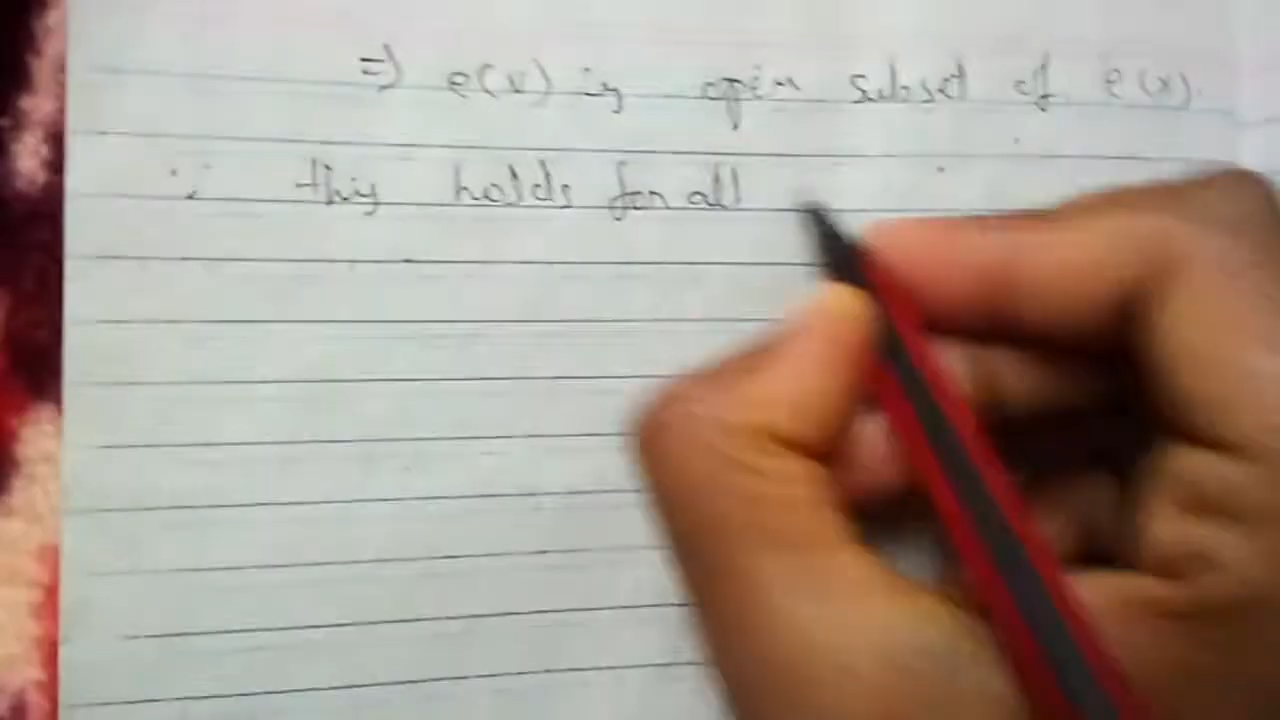 ⇒ e(V) is open subset of e(X).
∵ this holds for all